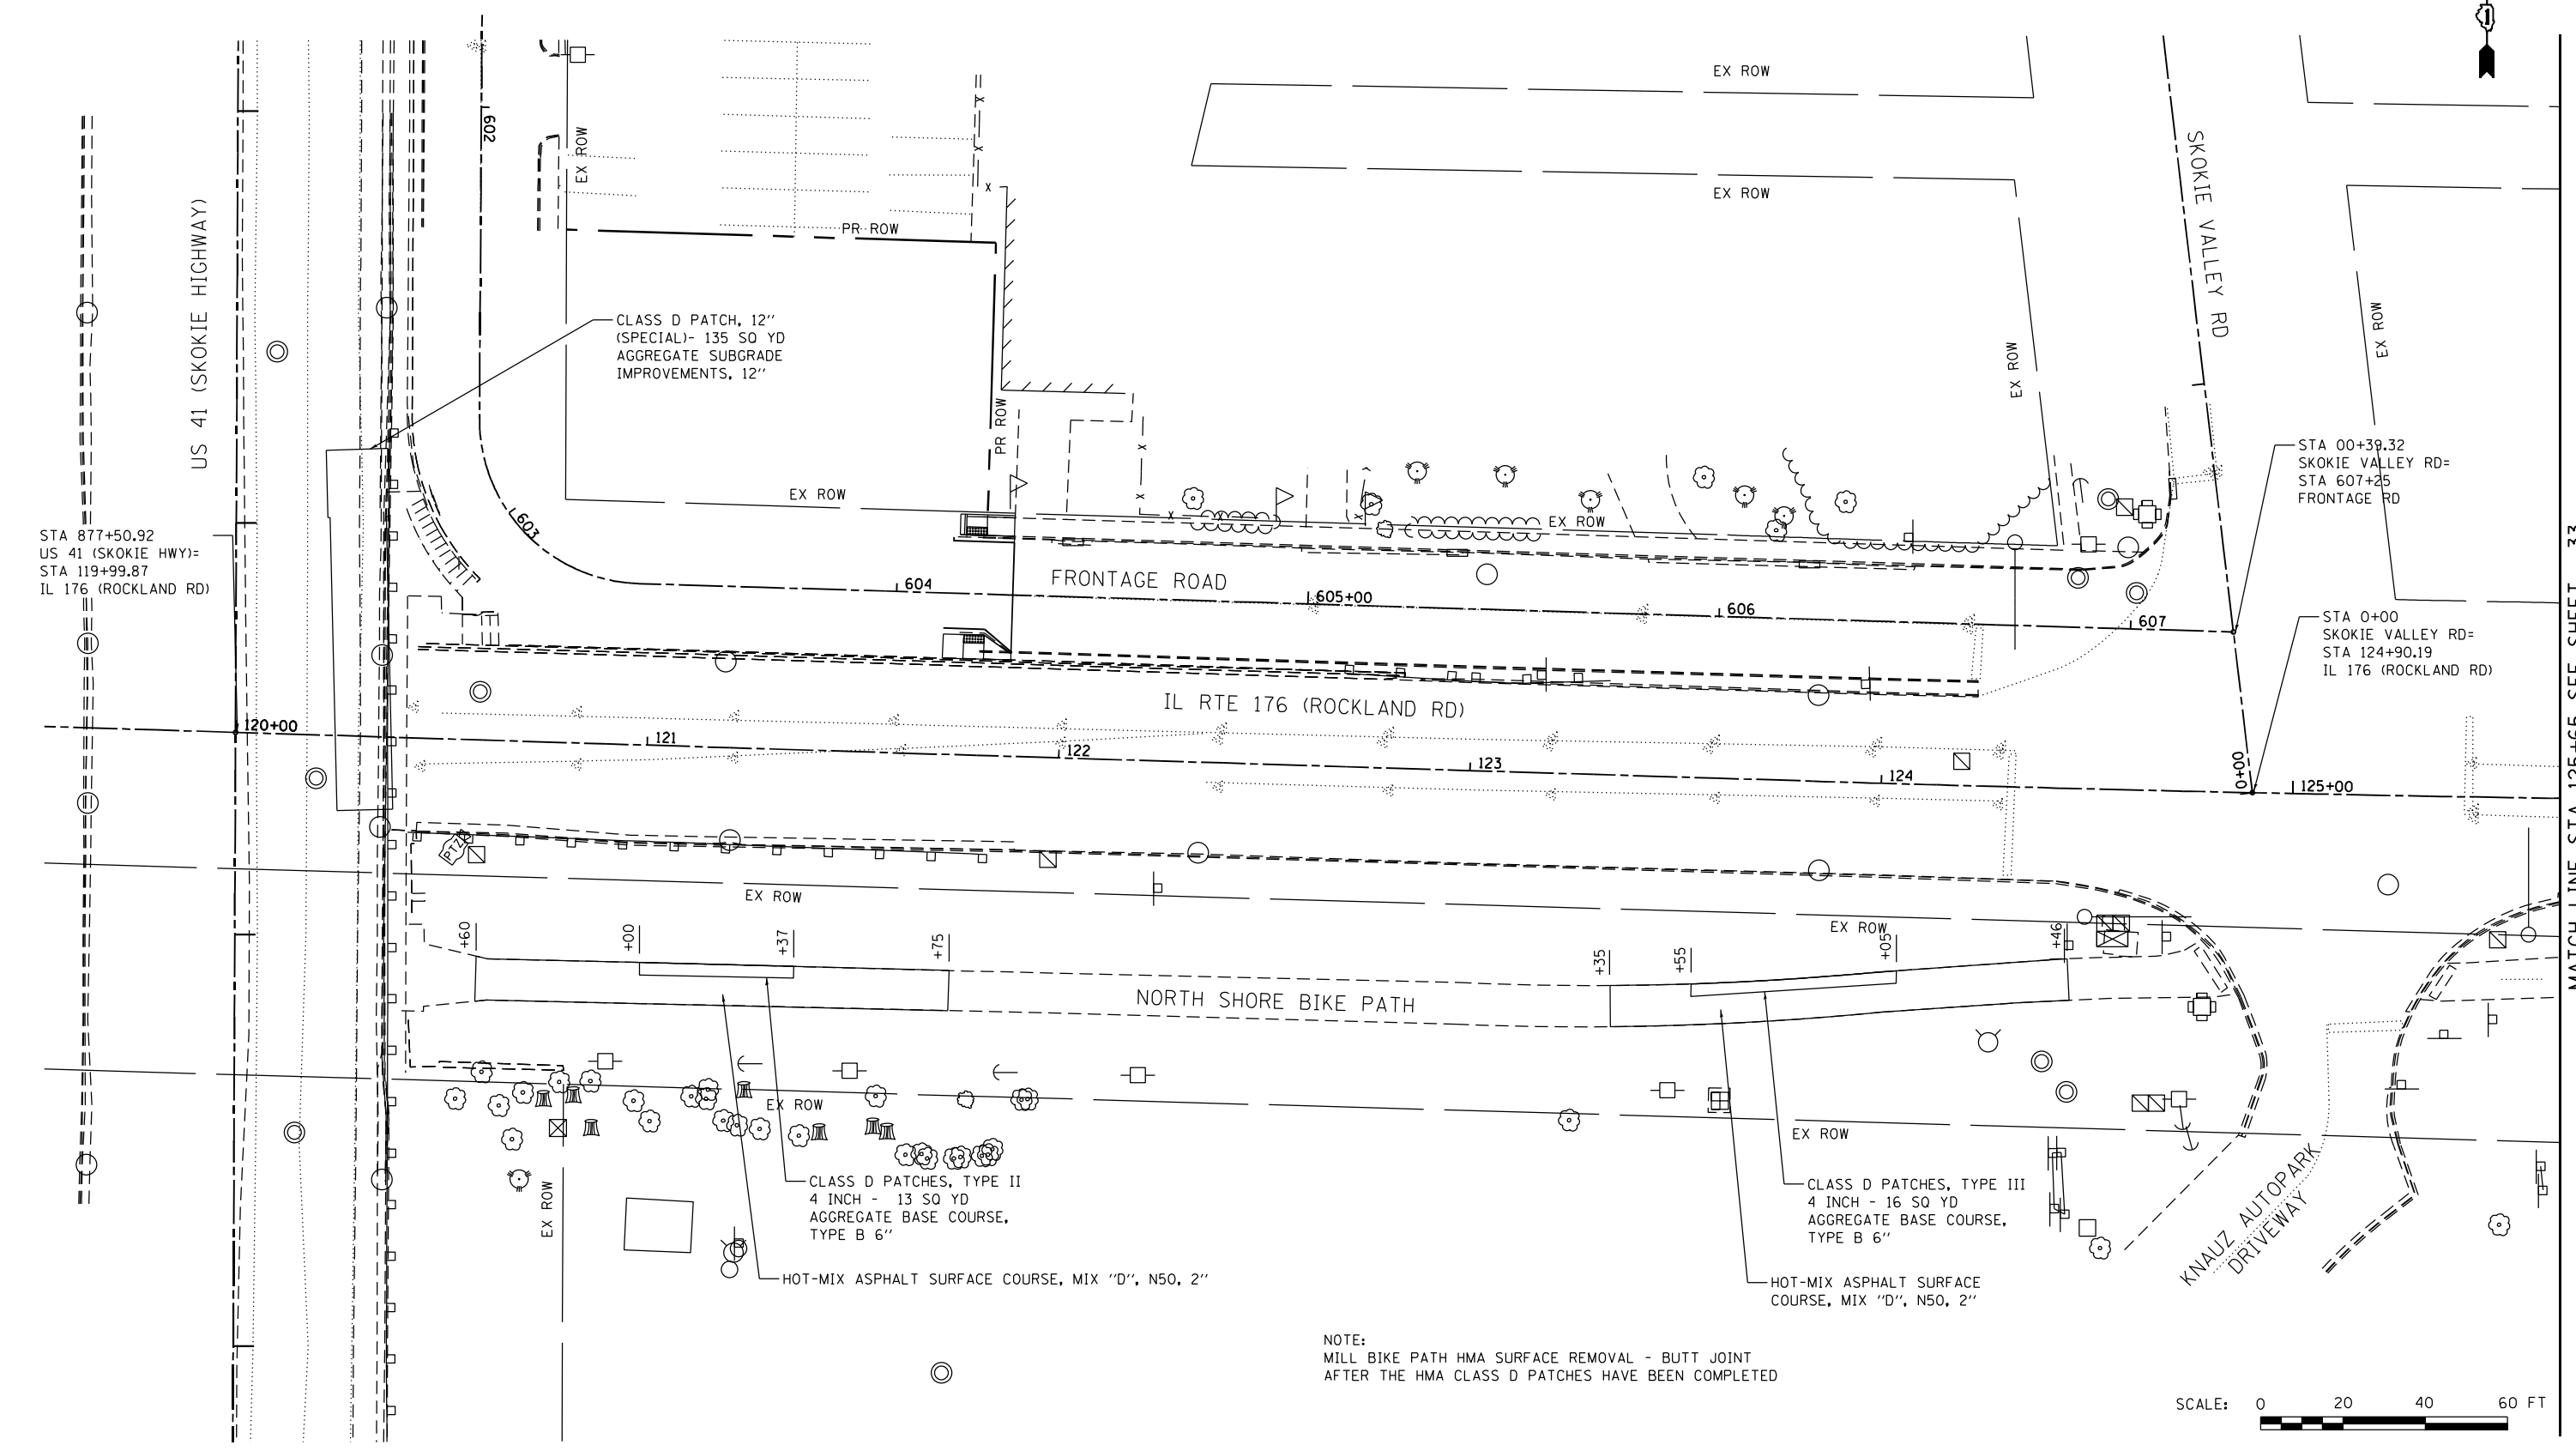 EX ROW
602
EX ROW
EX ROW
SKOKIE VALLEY RD
PR ROW
US 41 (SKOKIE HIGHWAY)
CLASS D PATCH, 12"
(SPECIAL)- 135 SQ YD
AGGREGATE SUBGRADE
IMPROVEMENTS, 12"
EX ROW
EX ROW
PR ROW
STA 00+39.32
SKOKIE VALLEY RD=
STA 607+25
FRONTAGE RD
EX ROW
603
EX ROW
STA 877+50.92
US 41 (SKOKIE HWY)=
STA 119+99.87
IL 176 (ROCKLAND RD)
604
FRONTAGE ROAD
605+00
606
607
STA 0+00
SKOKIE VALLEY RD=
STA 124+90.19
IL 176 (ROCKLAND RD)
IL RTE 176 (ROCKLAND RD)
120+00
121
122
123
124
0+00
125+00
MATCH LINE STA 125+65 SEE SHEET 33
PTZ
EX ROW
EX ROW
+60
+00
+37
+75
+35
+55
+05
+46
NORTH SHORE BIKE PATH
EX ROW
EX ROW
EX ROW
CLASS D PATCHES, TYPE II
4 INCH - 13 SQ YD
AGGREGATE BASE COURSE,
TYPE B 6"
CLASS D PATCHES, TYPE III
4 INCH - 16 SQ YD
AGGREGATE BASE COURSE,
TYPE B 6"
KNAUZ AUTOPARK
DRIVEWAY
HOT-MIX ASPHALT SURFACE COURSE, MIX "D", N50, 2"
HOT-MIX ASPHALT SURFACE
COURSE, MIX "D", N50, 2"
NOTE:
MILL BIKE PATH HMA SURFACE REMOVAL - BUTT JOINT
AFTER THE HMA CLASS D PATCHES HAVE BEEN COMPLETED
SCALE: 0 20 40 60 FT